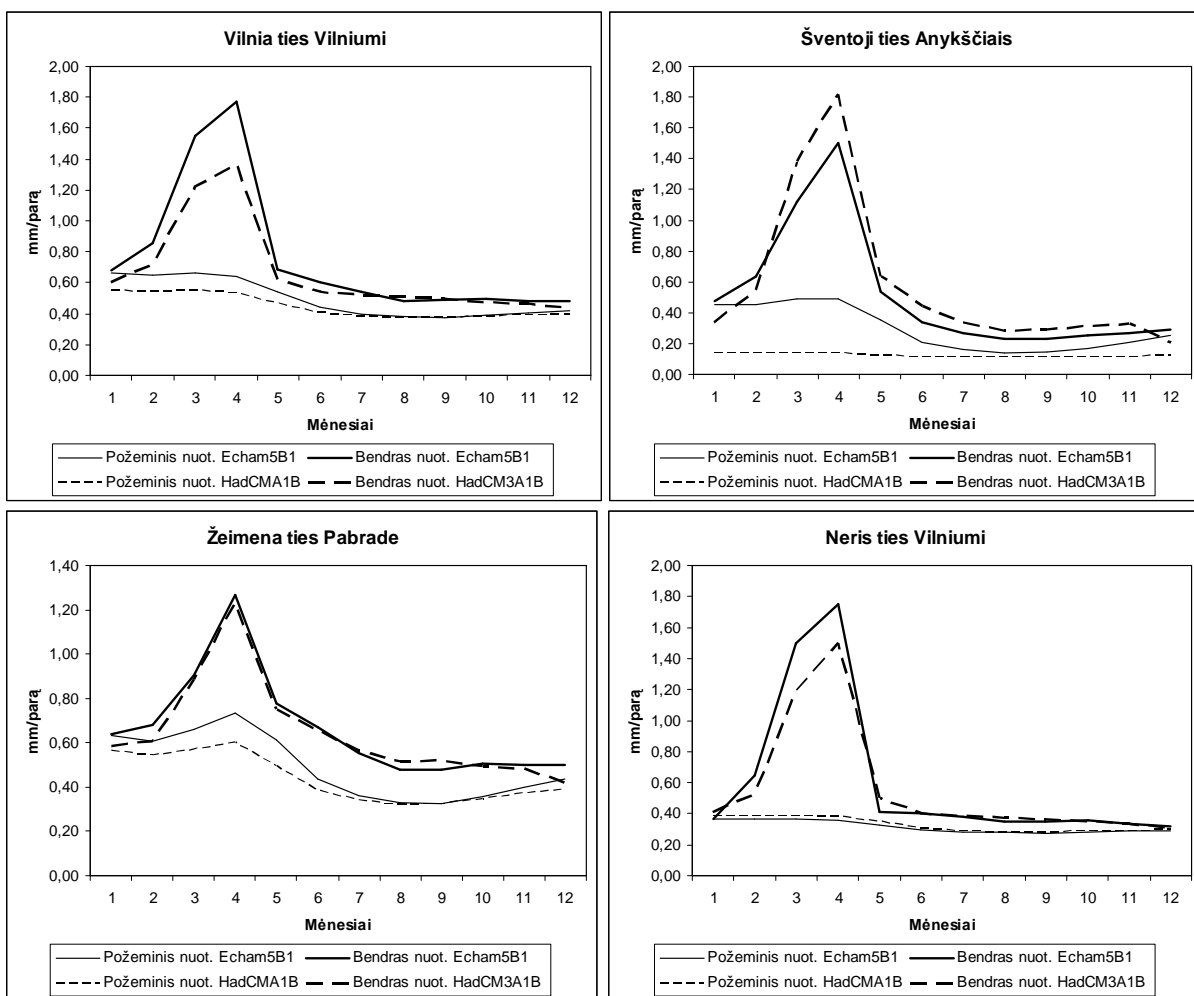 Vilnia ties Vilniumi
2,00
1,80
1,60
1,40
1,20
1,00
0,80
0,60
0,40
0,20
0,00
mm/parą
1 2 3 4 5 6 7 8 9 10 11 12
Mėnesiai
Požeminis nuot. Echam5B1 Bendras nuot. Echam5B1
Požeminis nuot. HadCMA1B Bendras nuot. HadCM3A1B
Šventoji ties Anykščiais
2,00
1,80
1,60
1,40
1,20
1,00
0,80
0,60
0,40
0,20
0,00
mm/parą
1 2 3 4 5 6 7 8 9 10 11 12
Mėnesiai
Požeminis nuot. Echam5B1 Bendras nuot. Echam5B1
Požeminis nuot. HadCMA1B Bendras nuot. HadCM3A1B
Žeimena ties Pabrade
1,40
1,20
1,00
0,80
0,60
0,40
0,20
0,00
mm/parą
1 2 3 4 5 6 7 8 9 10 11 12
Mėnesiai
Požeminis nuot. Echam5B1 Bendras nuot. Echam5B1
Požeminis nuot. HadCMA1B Bendras nuot. HadCM3A1B
Neris ties Vilniumi
2,00
1,80
1,60
1,40
1,20
1,00
0,80
0,60
0,40
0,20
0,00
mm/parą
1 2 3 4 5 6 7 8 9 10 11 12
Mėnesiai
Požeminis nuot. Echam5B1 Bendras nuot. Echam5B1
Požeminis nuot. HadCMA1B Bendras nuot. HadCM3A1B